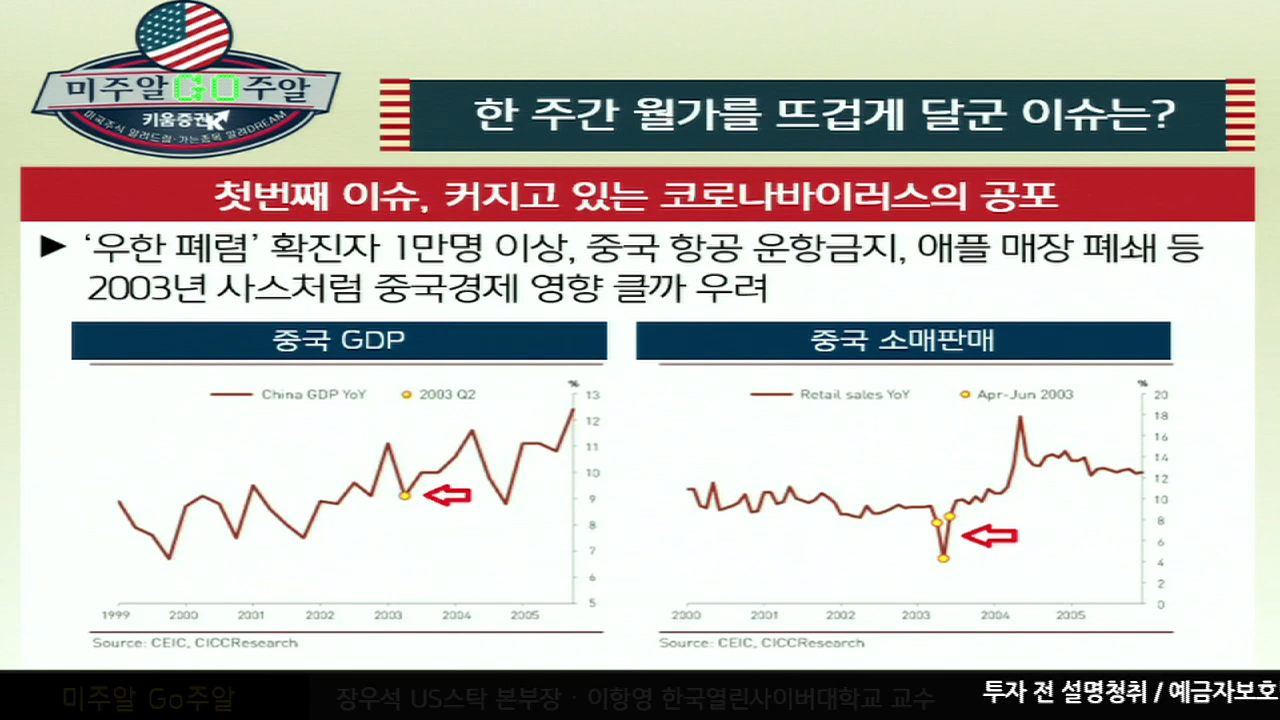 미주알GO주알
키움증권
미국주식 알려드림·가는종목 알려DREAM
한 주간 월가를 뜨겁게 달군 이슈는?
첫번째 이슈, 커지고 있는 코로나바이러스의 공포
▶ ‘우한 폐렴’ 확진자 1만명 이상, 중국 항공 운항금지, 애플 매장 폐쇄 등
2003년 사스처럼 중국경제 영향 클까 우려
중국 GDP
%
China GDP YoY
2003 Q2
13
12
11
10
9
8
7
6
5
1999 2000 2001 2002 2003 2004 2005
Source: CEIC, CICCResearch
중국 소매판매
%
Retail sales YoY
Apr-Jun 2003
20
18
16
14
12
10
8
6
4
2
0
2000 2001 2002 2003 2004 2005
Source: CEIC, CICCResearch
미주알 Go주알
장우석 US스탁 본부장 · 이항영 한국열린사이버대학교 교수
투자 전 설명청취 / 예금자보호